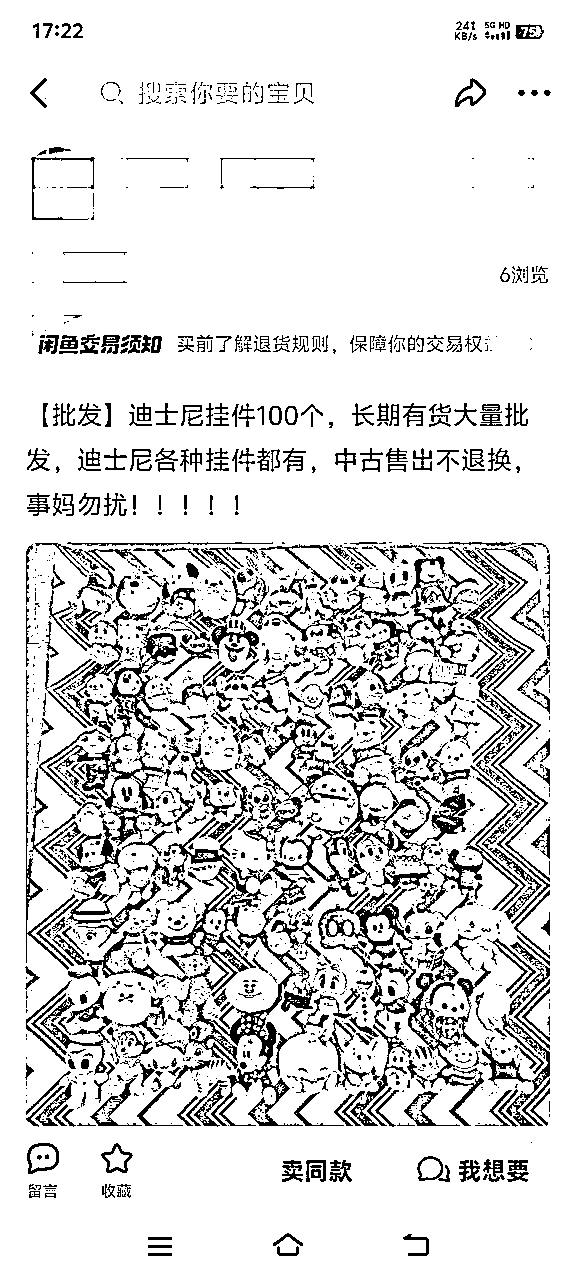 17:22
241 KB/s 5G HD 75
搜索你要的宝贝
6浏览
闲鱼交易须知 买前了解退货规则，保障你的交易权
【批发】迪士尼挂件100个，长期有货大量批
发，迪士尼各种挂件都有，中古售出不退换，
事妈勿扰！！！！！
留言 收藏 卖同款 我想要